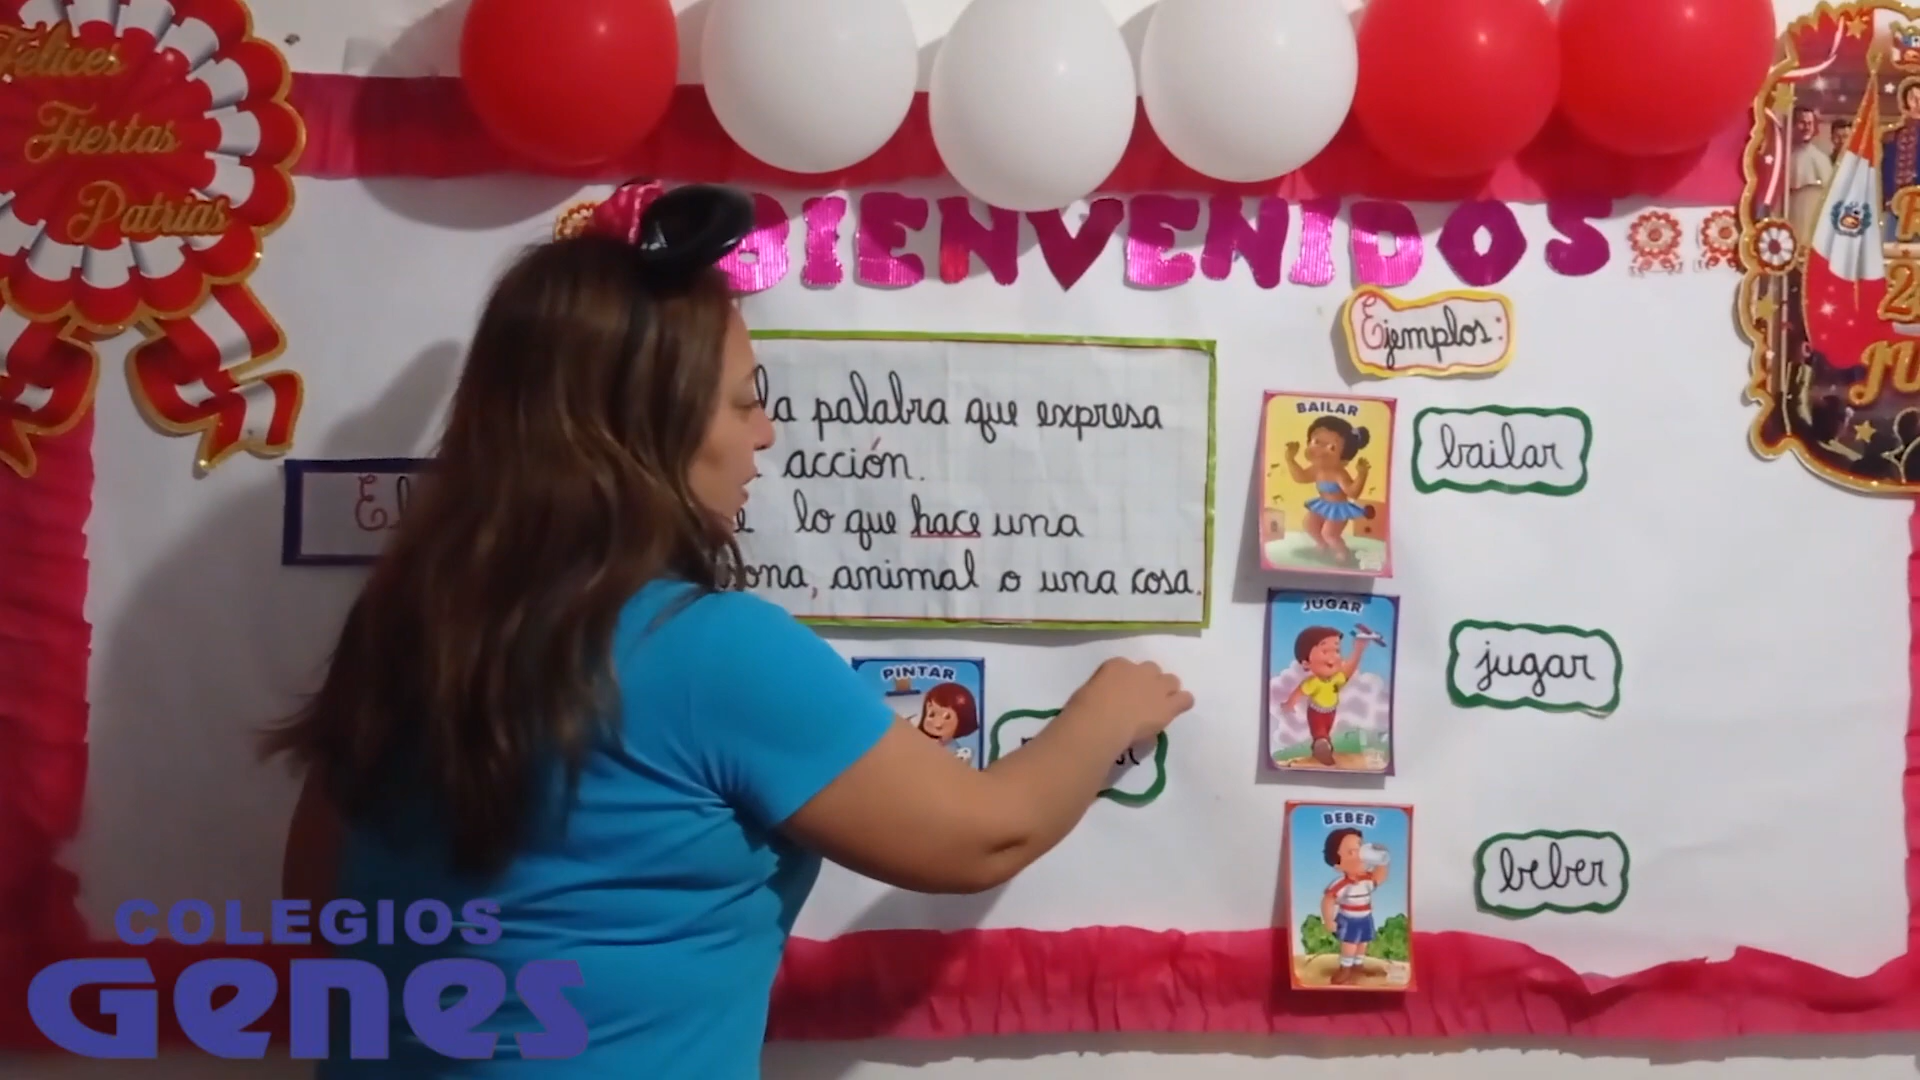 Felices
Fiestas
Patrias
BIENVENIDOS
Ejemplos:
la palabra que expresa
acción.
lo que hace una
animal o una cosa.
BAILAR
bailar
JUGAR
jugar
PINTAR
BEBER
beber
COLEGIOS
GENES